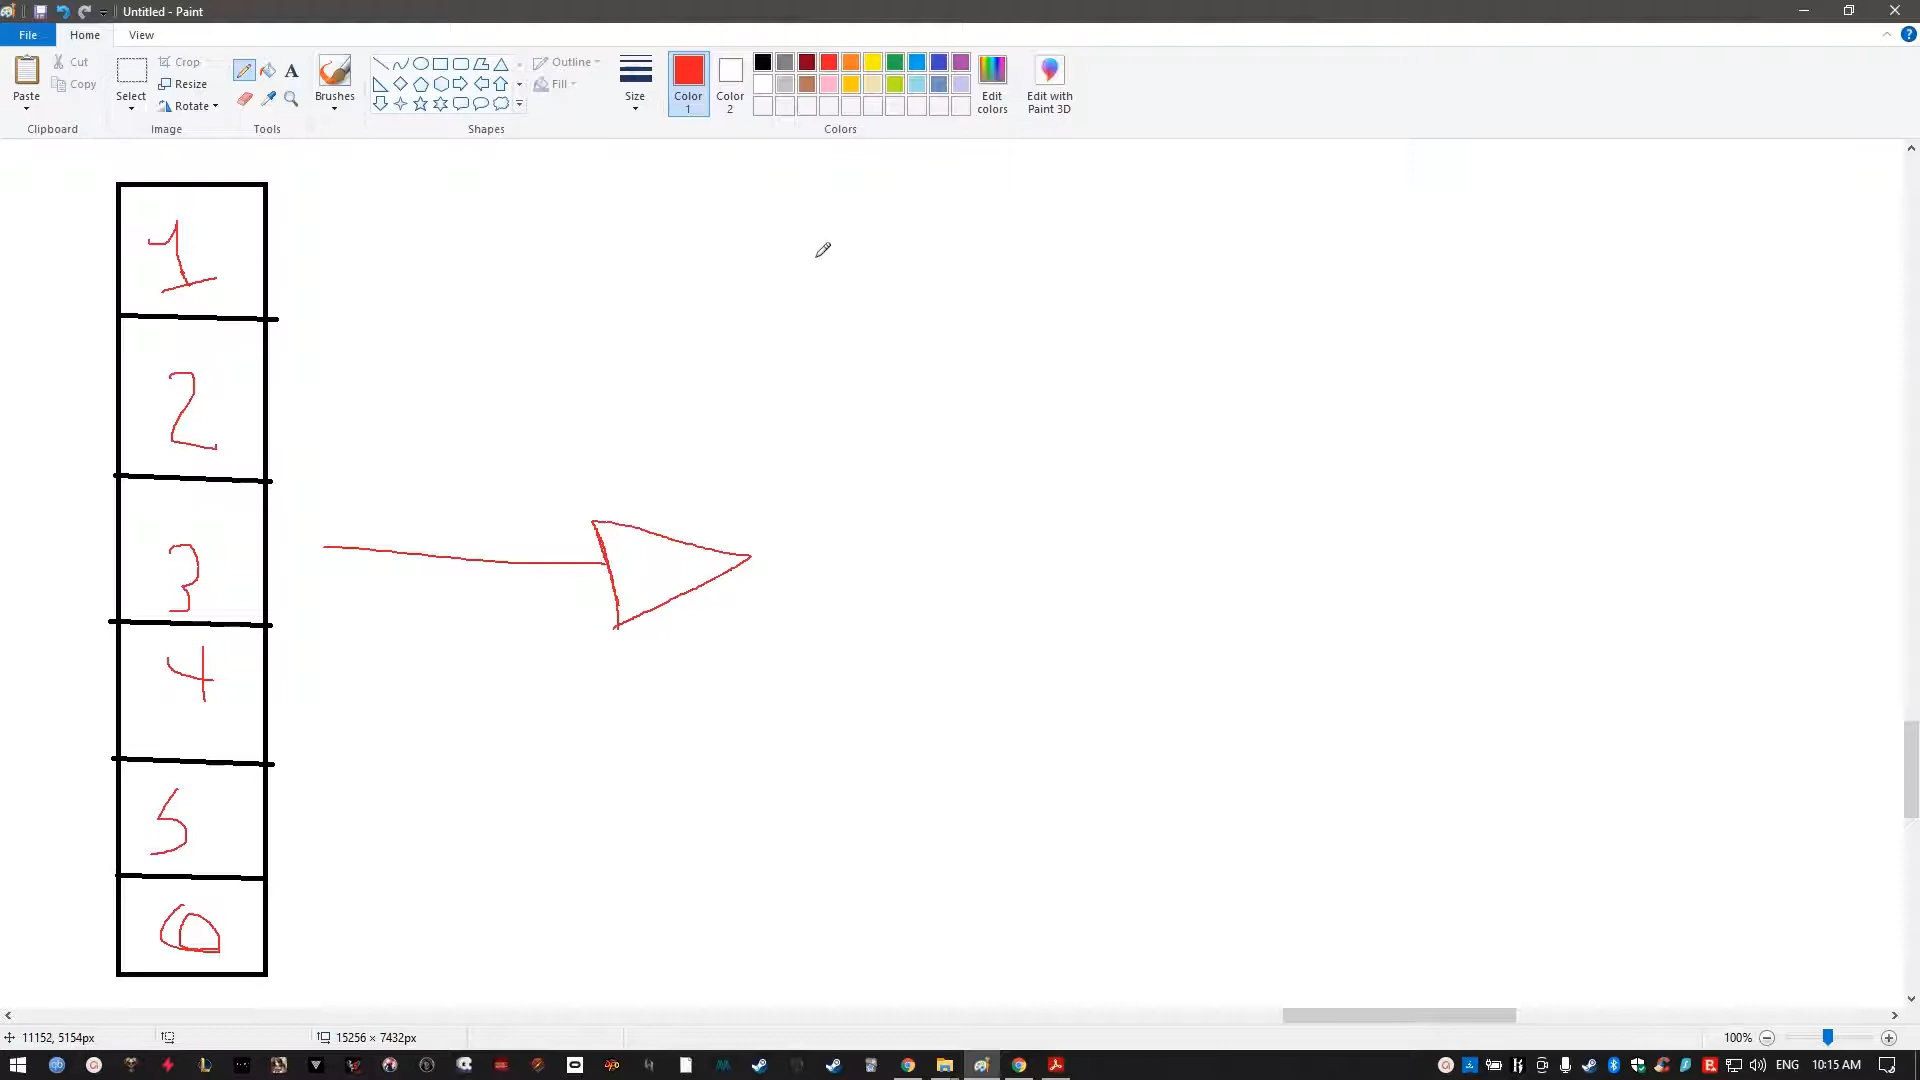 Untitled - Paint
File Home View
Paste
Cut
Copy
Clipboard
Select
Crop
Resize
Rotate
Image
Tools
Brushes
Shapes
Outline
Fill
Size
Color 1
Color 2
Edit colors
Edit with Paint 3D
Colors
1
2
3
4
5
6
11152, 5154px
15256 × 7432px
100%
ENG
10:15 AM